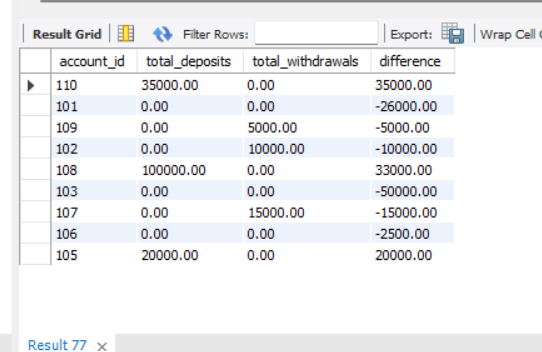 Result Grid Filter Rows: Export: Wrap Cell
account_id total_deposits total_withdrawals difference
110 35000.00 0.00 35000.00
101 0.00 0.00 -26000.00
109 0.00 5000.00 -5000.00
102 0.00 10000.00 -10000.00
108 100000.00 0.00 33000.00
103 0.00 0.00 -50000.00
107 0.00 15000.00 -15000.00
106 0.00 0.00 -2500.00
105 20000.00 0.00 20000.00
Result 77 ×